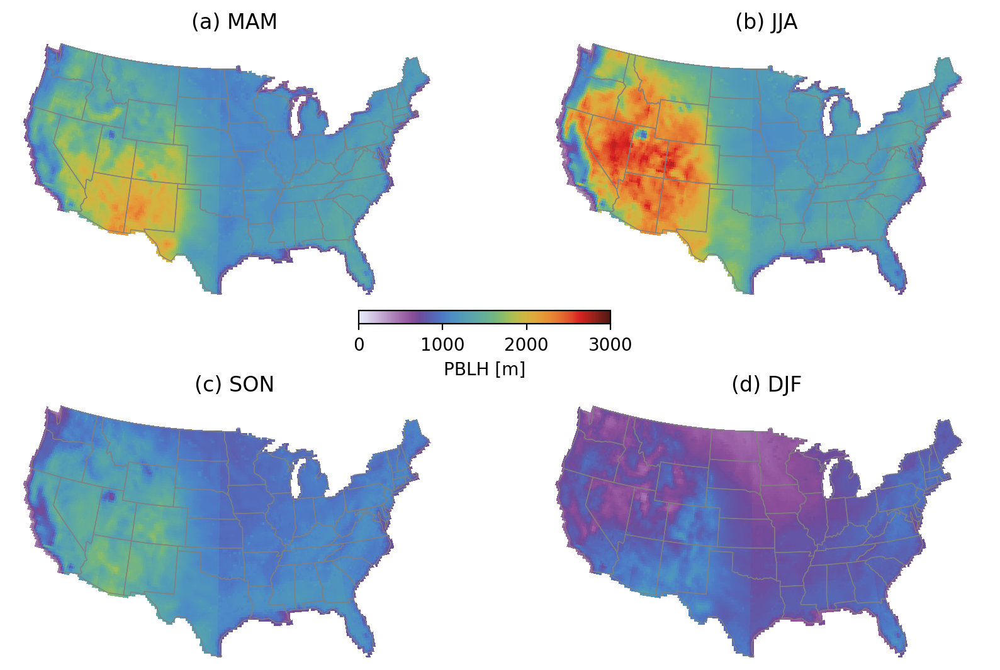 (a) MAM
(b) JJA
0 1000 2000 3000
PBLH [m]
(c) SON
(d) DJF